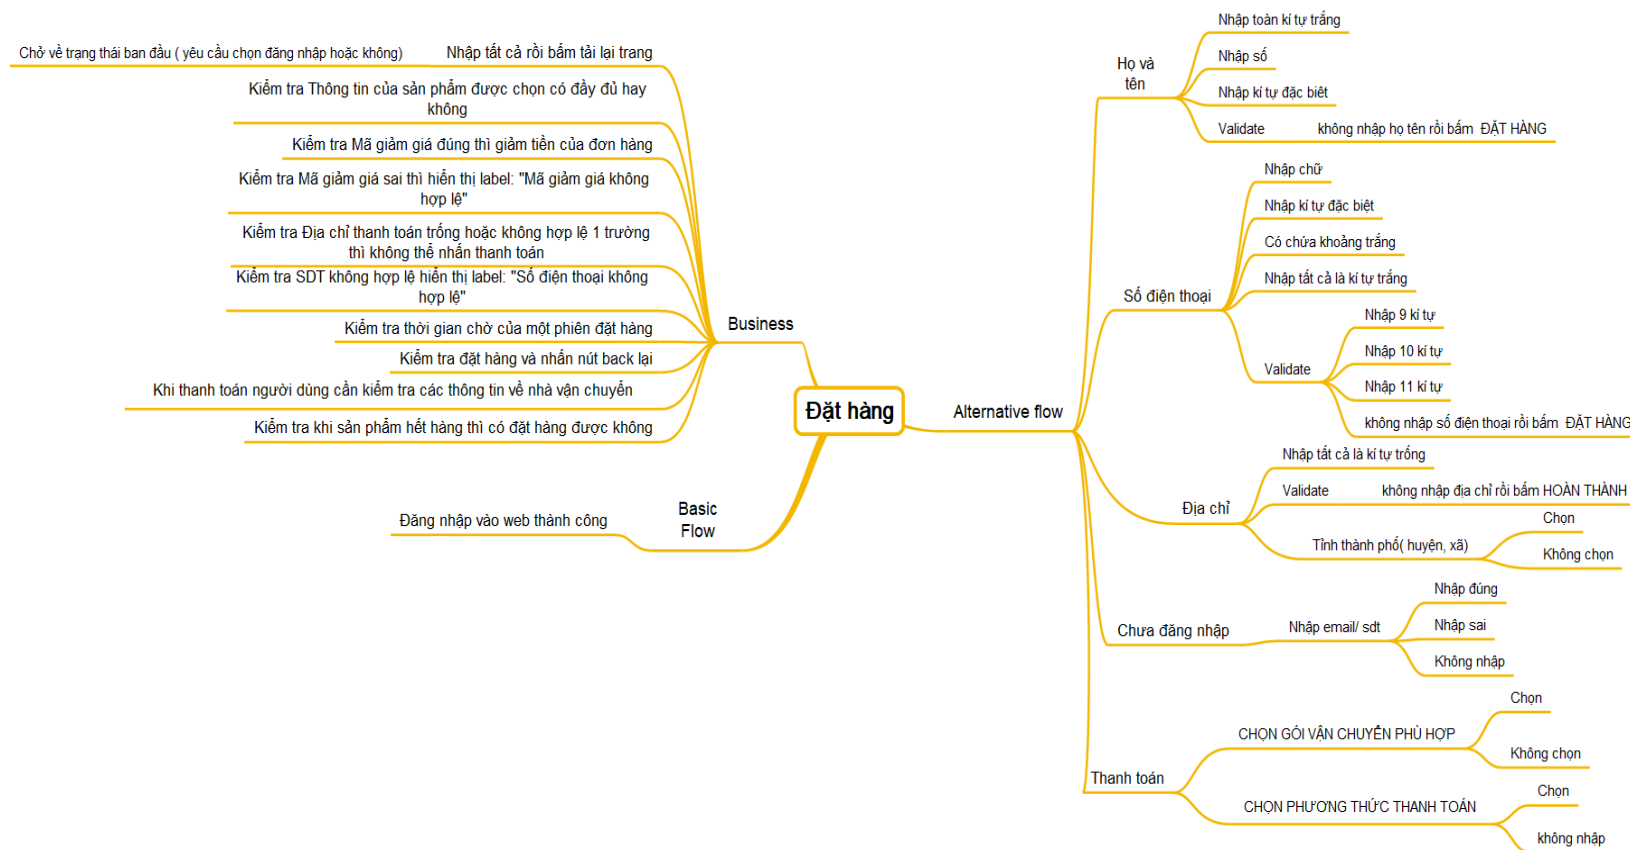 Chở về trạng thái ban đầu ( yêu cầu chọn đăng nhập hoặc không)
Nhập tất cả rồi bấm tải lại trang
Kiểm tra Thông tin của sản phẩm được chọn có đầy đủ hay
không
Kiểm tra Mã giảm giá đúng thì giảm tiền của đơn hàng
Kiểm tra Mã giảm giá sai thì hiển thị label: "Mã giảm giá không
hợp lệ"
Kiểm tra Địa chỉ thanh toán trống hoặc không hợp lệ 1 trường
thì không thể nhấn thanh toán
Kiểm tra SDT không hợp lệ hiển thị label: "Số điện thoại không
hợp lệ"
Kiểm tra thời gian chờ của một phiên đặt hàng
Kiểm tra đặt hàng và nhấn nút back lại
Khi thanh toán người dùng cần kiểm tra các thông tin về nhà vận chuyển
Kiểm tra khi sản phẩm hết hàng thì có đặt hàng được không
Business
Đăng nhập vào web thành công
Basic
Flow
Đặt hàng
Alternative flow
Họ và
tên
Nhập toàn kí tự trắng
Nhập số
Nhập kí tự đặc biêt
Validate
không nhập họ tên rồi bấm ĐẶT HÀNG
Số điện thoại
Nhập chữ
Nhập kí tự đặc biệt
Có chứa khoảng trắng
Nhập tất cả là kí tự trắng
Validate
Nhập 9 kí tự
Nhập 10 kí tự
Nhập 11 kí tự
không nhập số điện thoại rồi bấm ĐẶT HÀNG
Địa chỉ
Nhập tất cả là kí tự trống
Validate
không nhập địa chỉ rồi bấm HOÀN THÀNH
Tỉnh thành phố( huyện, xã)
Chọn
Không chọn
Chưa đăng nhập
Nhập email/ sdt
Nhập đúng
Nhập sai
Không nhập
Thanh toán
CHỌN GÓI VẬN CHUYỂN PHÙ HỢP
Chọn
Không chọn
CHỌN PHƯƠNG THỨC THANH TOÁN
Chọn
không nhập